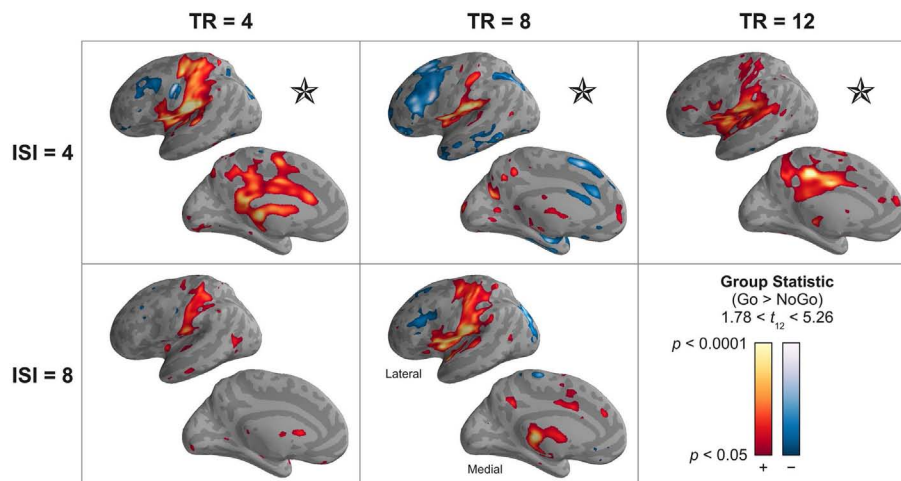 TR = 4
TR = 8
TR = 12
ISI = 4
ISI = 8
Lateral
Medial
Group Statistic
(Go > NoGo)
1.78 < t12 < 5.26
p < 0.0001
p < 0.05
+
−